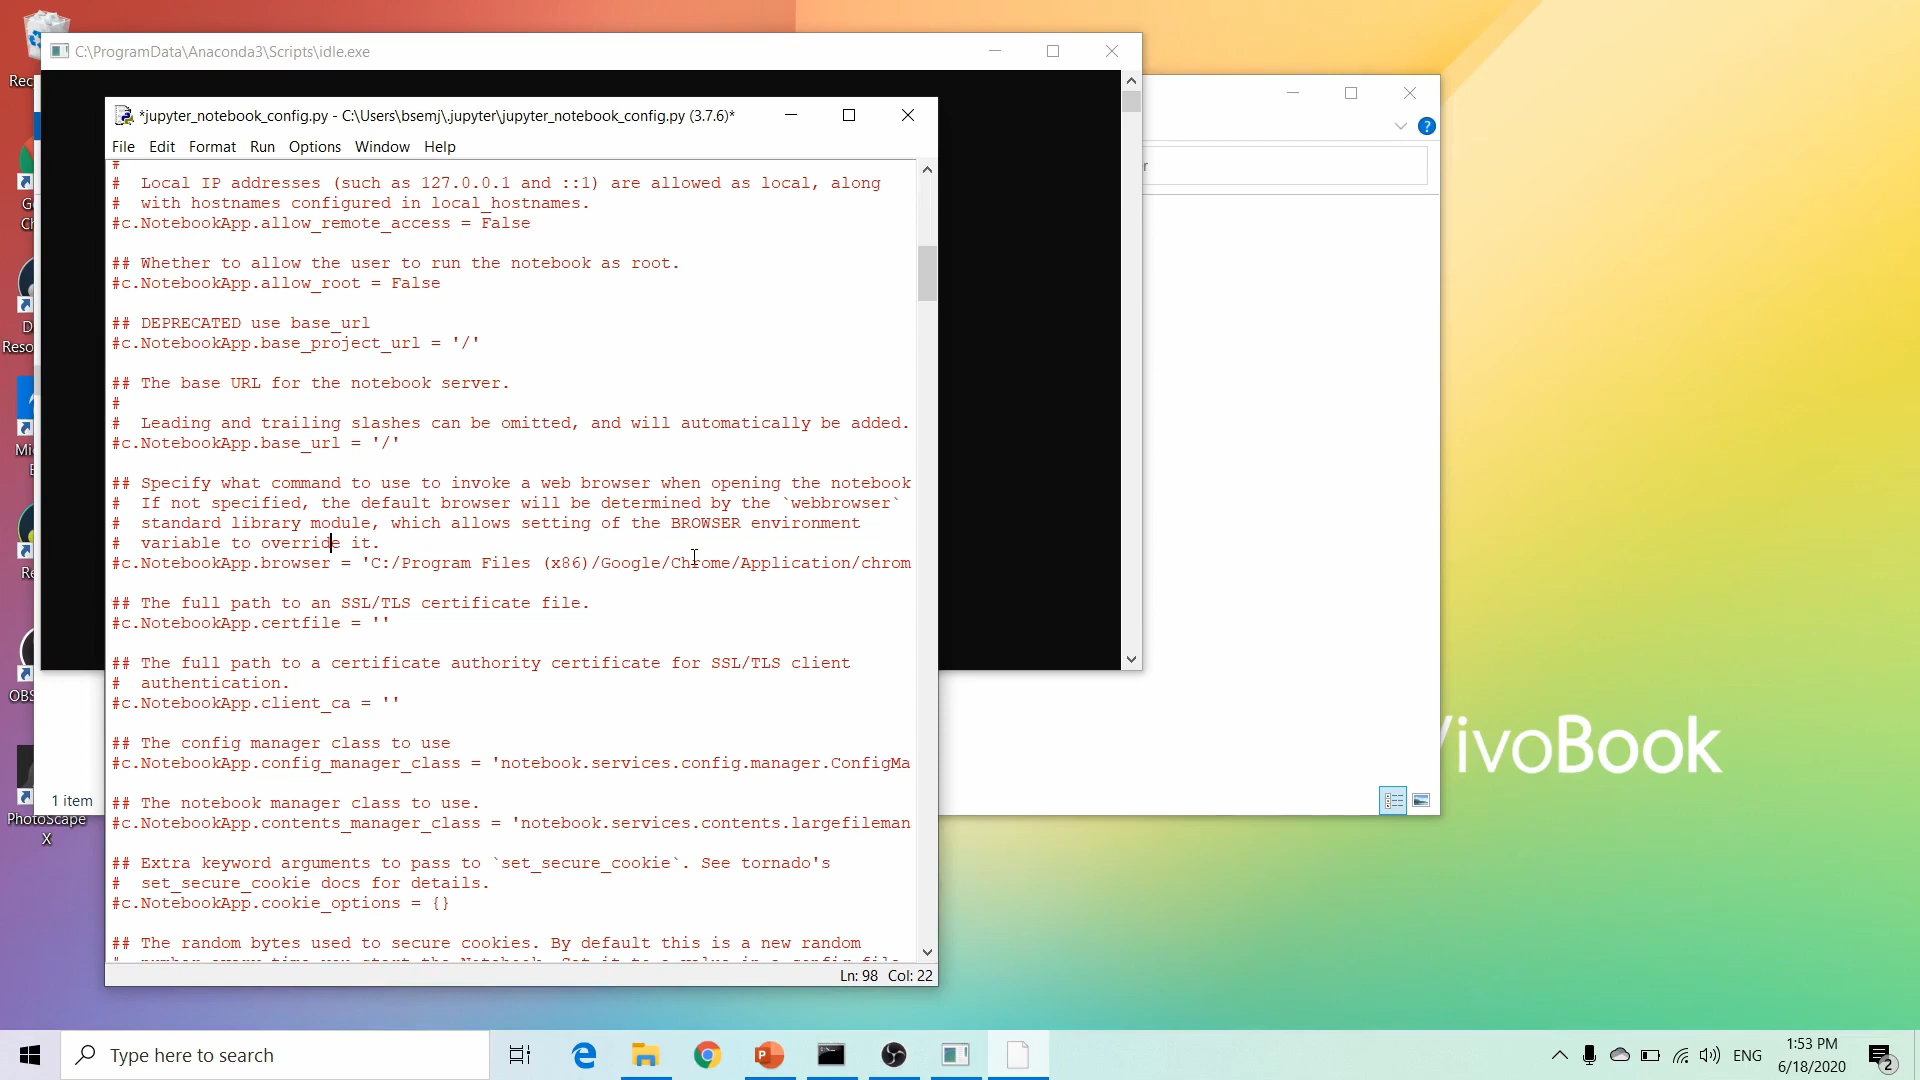 C:\ProgramData\Anaconda3\Scripts\idle.exe
*jupyter_notebook_config.py - C:\Users\bsemj\.jupyter\jupyter_notebook_config.py (3.7.6)*
File Edit Format Run Options Window Help
#
#  Local IP addresses (such as 127.0.0.1 and ::1) are allowed as local, along
#  with hostnames configured in local_hostnames.
#c.NotebookApp.allow_remote_access = False
## Whether to allow the user to run the notebook as root.
#c.NotebookApp.allow_root = False
## DEPRECATED use base_url
#c.NotebookApp.base_project_url = '/'
## The base URL for the notebook server.
#
#  Leading and trailing slashes can be omitted, and will automatically be added.
#c.NotebookApp.base_url = '/'
## Specify what command to use to invoke a web browser when opening the notebook
#  If not specified, the default browser will be determined by the `webbrowser`
#  standard library module, which allows setting of the BROWSER environment
#  variable to override it.
#c.NotebookApp.browser = 'C:/Program Files (x86)/Google/Chrome/Application/chrom
## The full path to an SSL/TLS certificate file.
#c.NotebookApp.certfile = ''
## The full path to a certificate authority certificate for SSL/TLS client
#  authentication.
#c.NotebookApp.client_ca = ''
## The config manager class to use
#c.NotebookApp.config_manager_class = 'notebook.services.config.manager.ConfigMa
## The notebook manager class to use.
#c.NotebookApp.contents_manager_class = 'notebook.services.contents.largefileman
## Extra keyword arguments to pass to `set_secure_cookie`. See tornado's
#  set_secure_cookie docs for details.
#c.NotebookApp.cookie_options = {}
## The random bytes used to secure cookies. By default this is a new random
Ln: 98 Col: 22
Rec
G
Ch
D
Reso
Mi
Re
OBS
PhotoScape
X
1 item
VivoBook
Type here to search
ENG
1:53 PM
6/18/2020
2